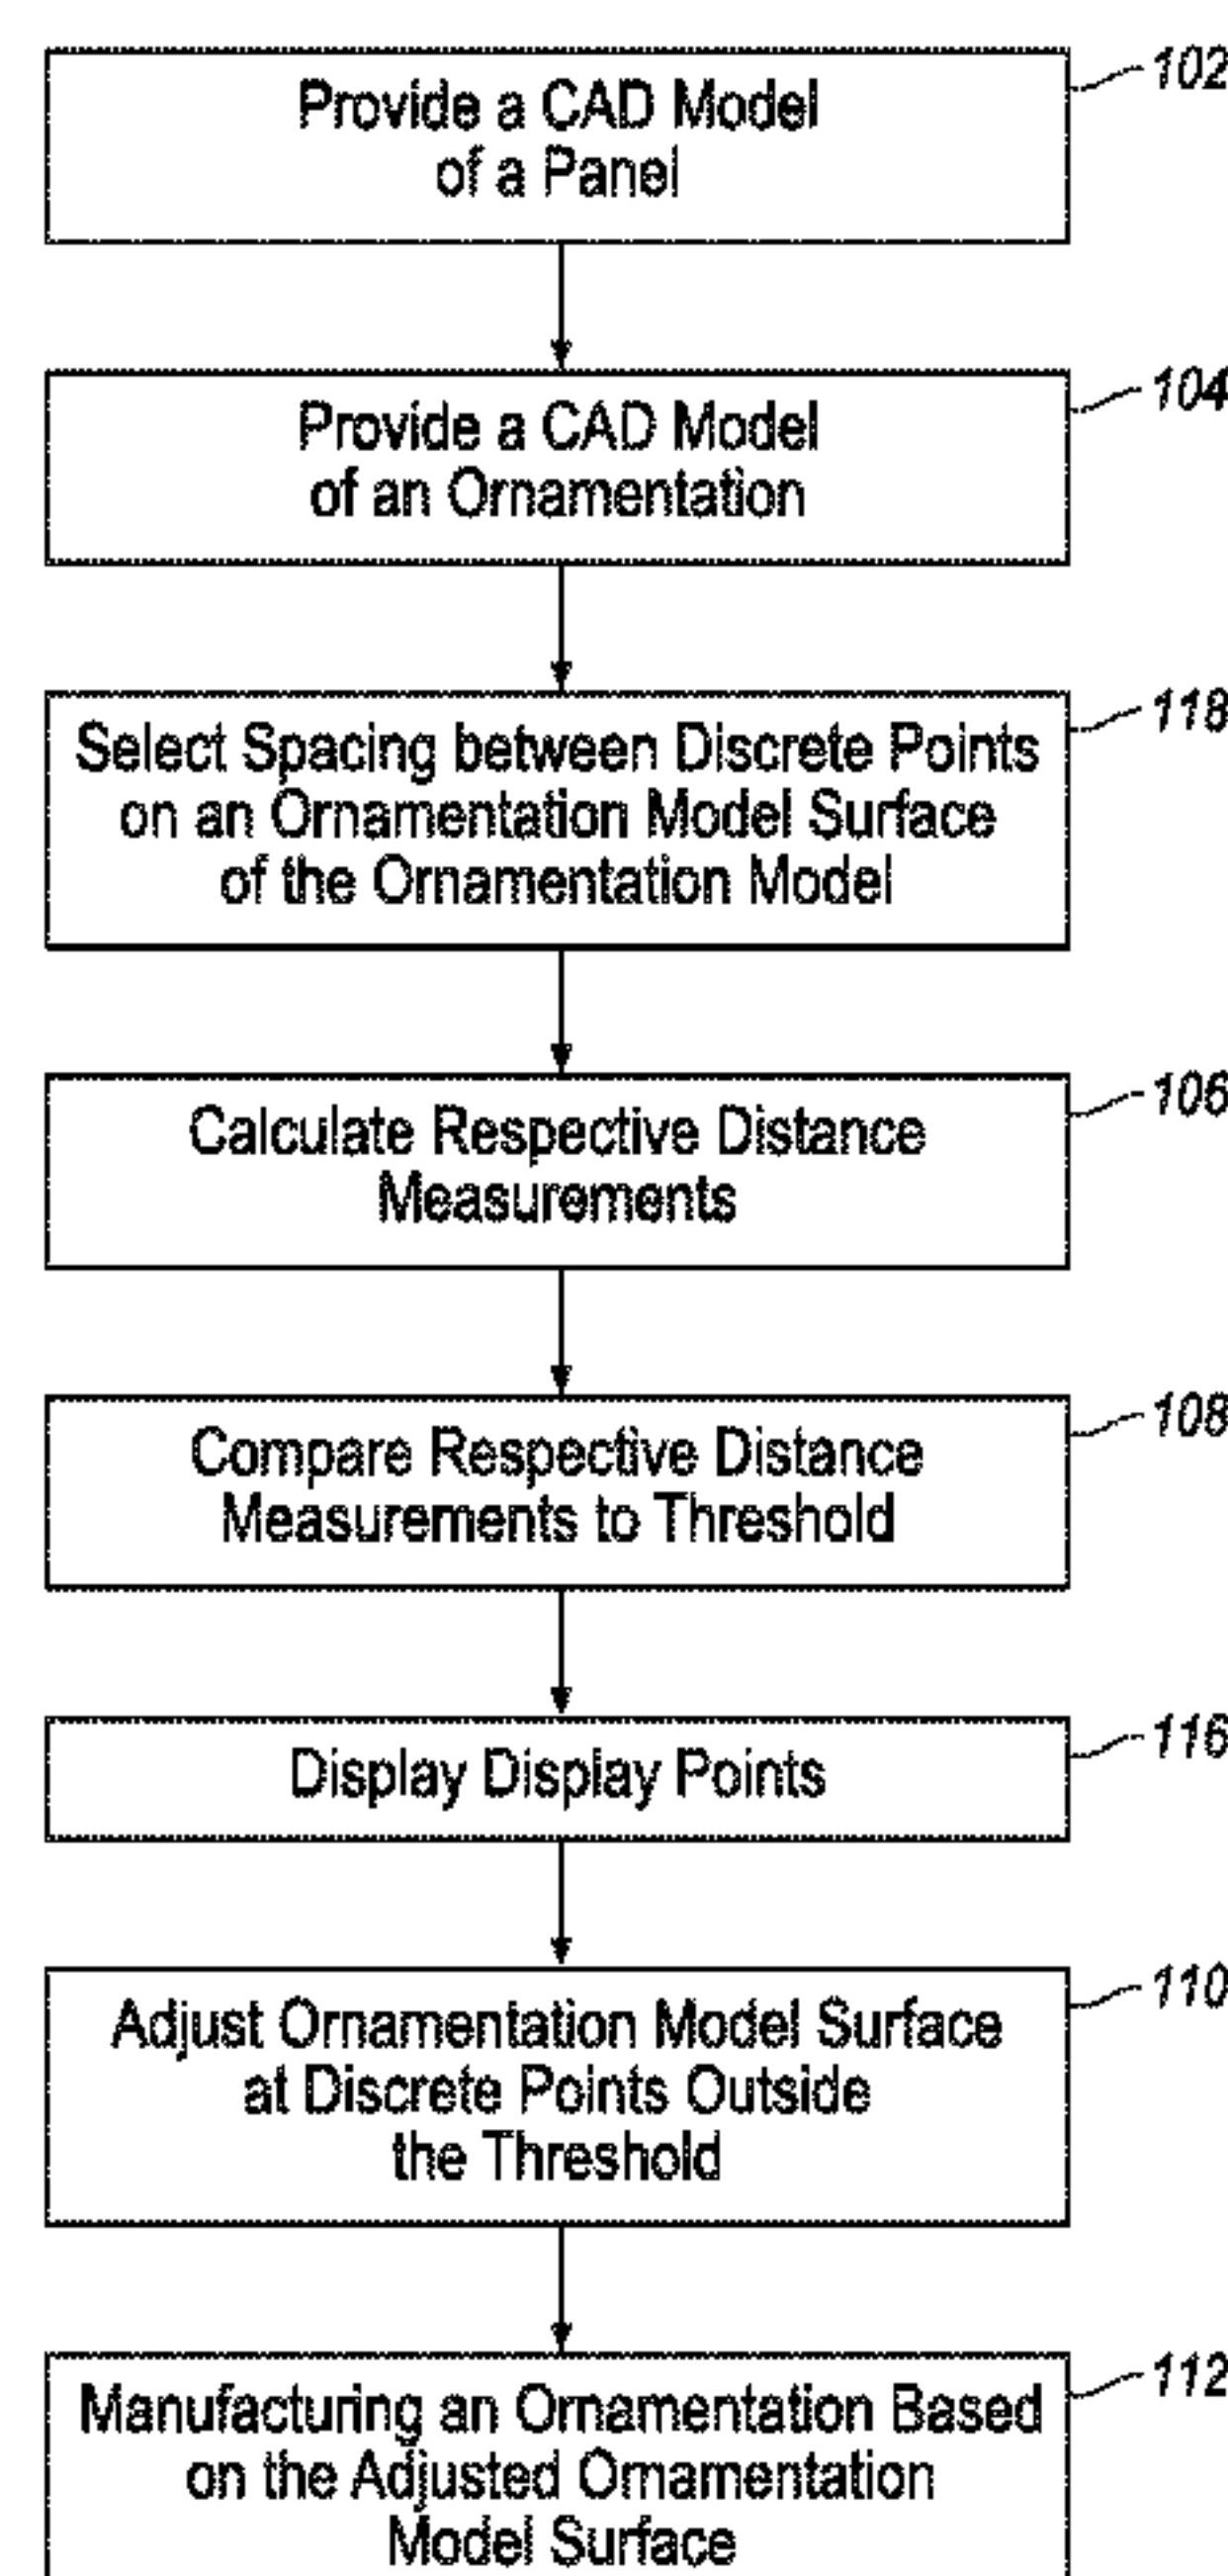 Provide a CAD Model
of a Panel
102
Provide a CAD Model
of an Ornamentation
104
Select Spacing between Discrete Points
on an Ornamentation Model Surface
of the Ornamentation Model
118
Calculate Respective Distance
Measurements
106
Compare Respective Distance
Measurements to Threshold
108
Display Display Points
116
Adjust Ornamentation Model Surface
at Discrete Points Outside
the Threshold
110
Manufacturing an Ornamentation Based
on the Adjusted Ornamentation
Model Surface
112